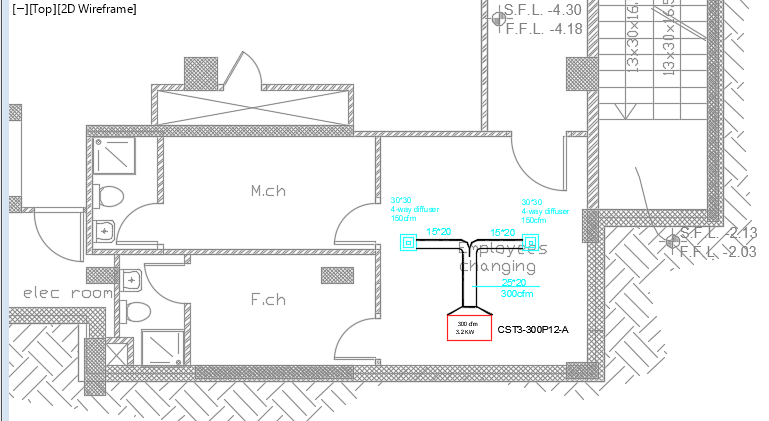 [−][Top][2D Wireframe]
S.F.L. -4.30
F.F.L. -4.18
13x30x16.
13x30x16.5
M.ch
30*30
4-way diffuser
150cfm
30*30
4-way diffuser
150cfm
15*20
15*20
S.F.L. -2.13
F.F.L. -2.03
Employees
changing
25*20
300cfm
elec room
F.ch
300 cfm
3.2 KW
CST3-300P12-A